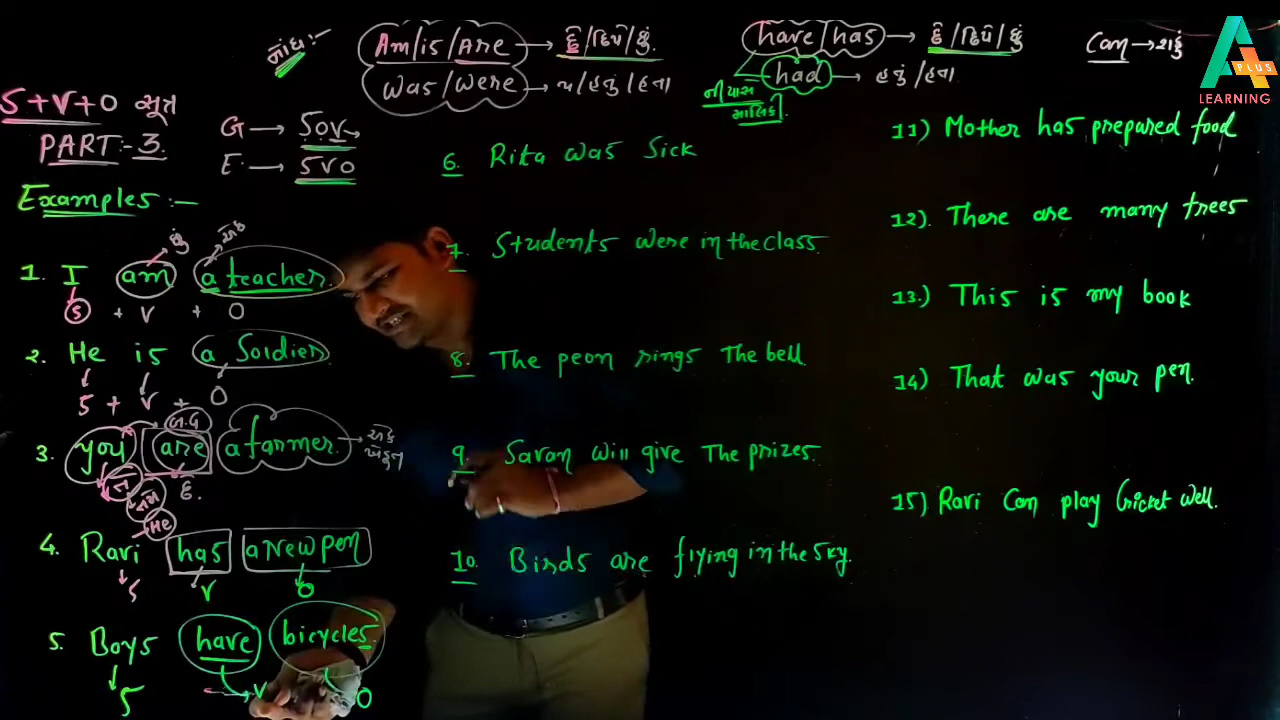 નોંધ :-
Am/is/Are → છે/છીએ/છું.
Was/Were → હતો/હતું/હતા
have/has → છે/છીએ/છું
had → હતું/હતા
ની પાસે
માલિકી.
Can → શકું
A+
PLUS
LEARNING
S+V+O સૂત્ર
PART:-3
G → SOV
E → SVO
Examples :-
1. I am a teacher.
છું
એક
S + V + O
2. He is a Soldier
S + V + O
3. you are a farmer → એક
છે.
He
4. Ravi has a New pen
S V O
5. Boys have bicycles.
S V O
6. Rita was Sick
7. Students were in the class.
8. The peon rings The bell
9. Savan will give The prizes.
10. Birds are flying in the sky.
11) Mother has prepared food
12). There are many trees
13.) This is my book
14) That was your pen.
15) Ravi Can play Cricket well.